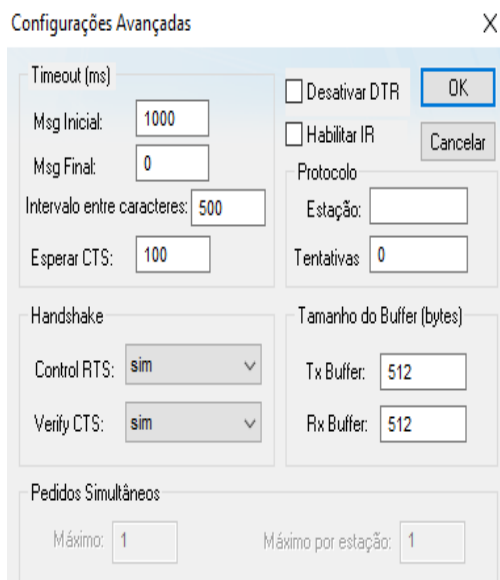 Configurações Avançadas
Timeout (ms)
Msg Inicial: 1000
Msg Final: 0
Intervalo entre caracteres: 500
Esperar CTS: 100
Desativar DTR
OK
Habilitar IR
Cancelar
Protocolo
Estação:
Tentativas 0
Handshake
Control RTS: sim
Verify CTS: sim
Tamanho do Buffer (bytes)
Tx Buffer: 512
Rx Buffer: 512
Pedidos Simultâneos
Máximo: 1
Máximo por estação: 1